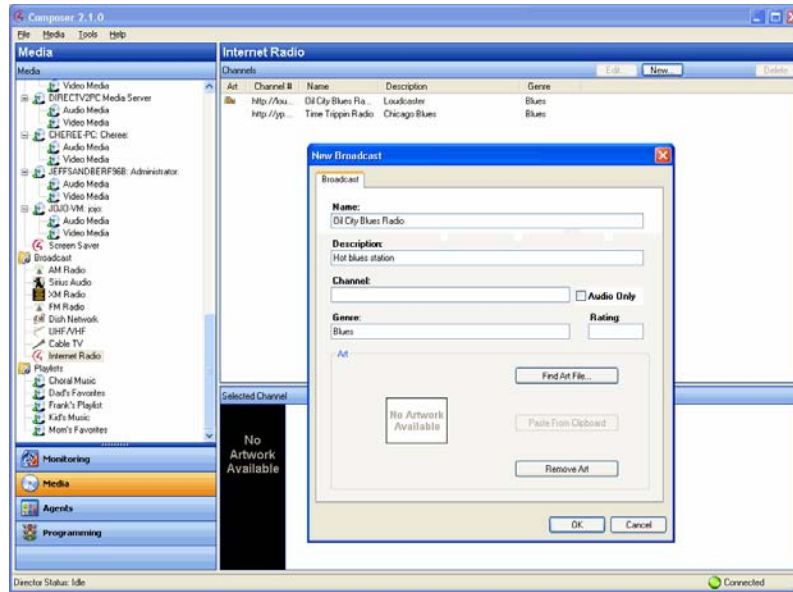 Composer 2.1.0
File Media Tools Help
Media
Internet Radio
Media
Channels
Edit... New... Delete
Art Channel # Name Description Genre
http://lou... Oil City Blues Ra... Loudcaster Blues
http://yp... Time Trippin Radio Chicago Blues Blues
Video Media
DIRECTV2PC Media Server
Audio Media
Video Media
CHEREE-PC: Cheree:
Audio Media
Video Media
JEFFSANDBERF96B: Administrator:
Audio Media
Video Media
JOJO-VM: jojo:
Audio Media
Video Media
Screen Saver
Broadcast
AM Radio
Sirius Audio
XM Radio
FM Radio
Dish Network
UHF/VHF
Cable TV
Internet Radio
Playlists
Choral Music
Dad's Favorites
Frank's Playlist
Kid's Music
Mom's Favorites
Monitoring
Media
Agents
Programming
New Broadcast
Broadcast
Name:
Oil City Blues Radio
Description:
Hot blues station
Channel:
Audio Only
Genre: Rating:
Blues
Art
Find Art File...
No Artwork
Available
Paste From Clipboard
Remove Art
OK Cancel
Selected Channel
No
Artwork
Available
Director Status: Idle
Connected